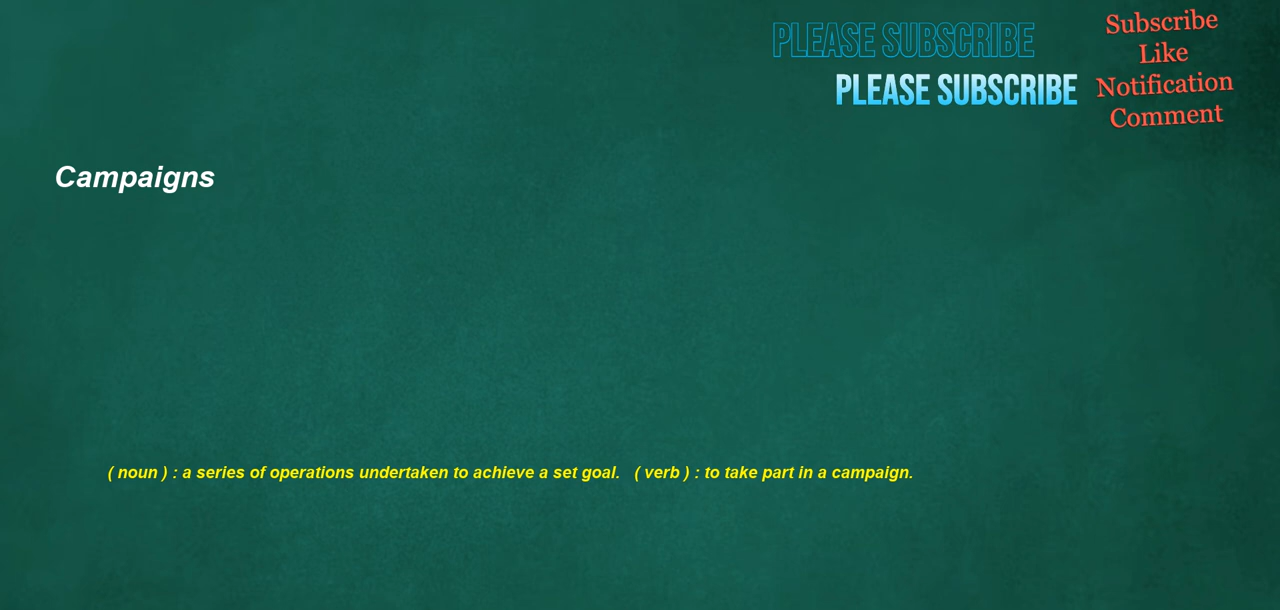 PLEASE SUBSCRIBE
PLEASE SUBSCRIBE
Subscribe
Like
Notification
Comment
Campaigns
( noun ) : a series of operations undertaken to achieve a set goal.   ( verb ) : to take part in a campaign.